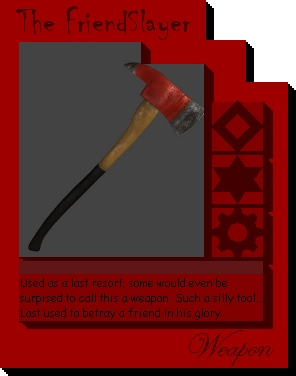 The FriendSlayer
Used as a last resort; some would even be
surprised to call this a weapon. Such a silly tool...
Last used to betray a friend in his glory.
Weapon